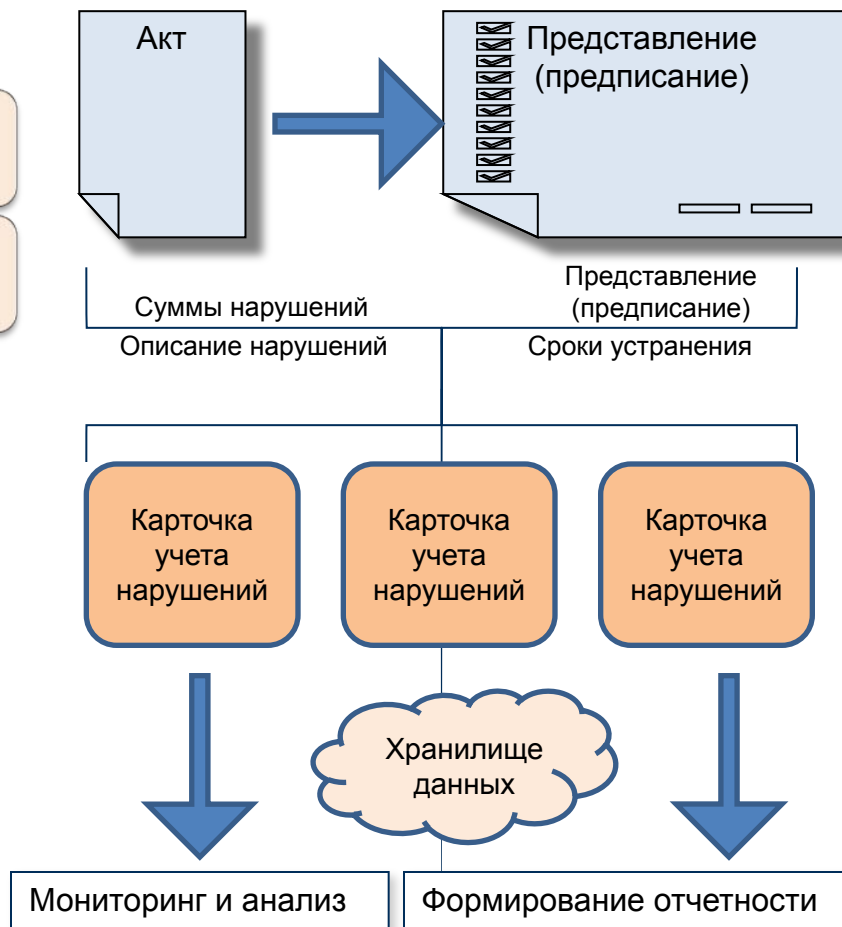 Акт
Представление
(предписание)
Суммы нарушений
Представление
(предписание)
Описание нарушений
Сроки устранения
Карточка
учета
нарушений
Карточка
учета
нарушений
Карточка
учета
нарушений
Хранилище
данных
Мониторинг и анализ
Формирование отчетности